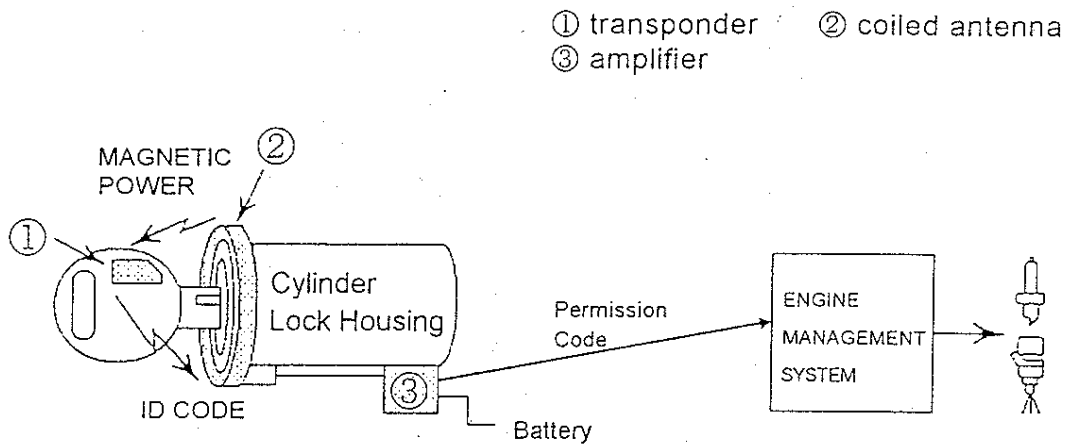 ① transponder ② coiled antenna
③ amplifier
MAGNETIC
POWER
②
①
Cylinder
Lock Housing
Permission
Code
ENGINE
MANAGEMENT
SYSTEM
③
ID CODE
Battery